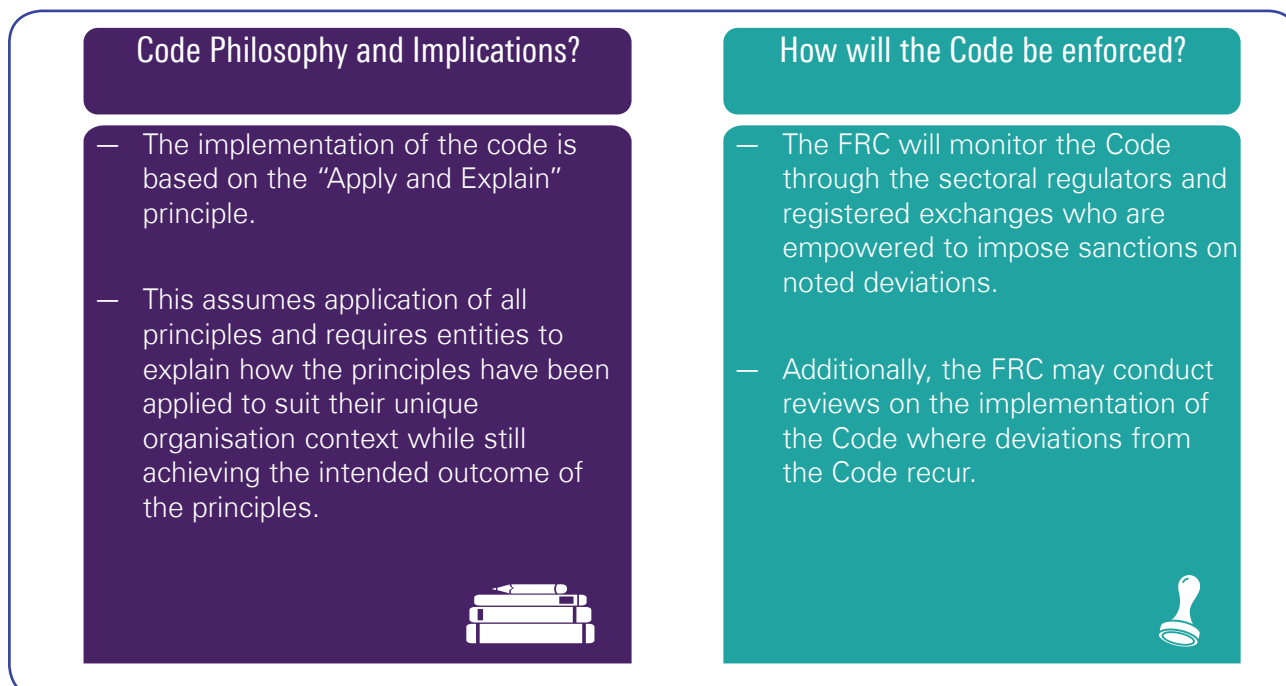 Code Philosophy and Implications?
— The implementation of the code is
based on the “Apply and Explain”
principle.
— This assumes application of all
principles and requires entities to
explain how the principles have been
applied to suit their unique
organisation context while still
achieving the intended outcome of
the principles.
How will the Code be enforced?
— The FRC will monitor the Code
through the sectoral regulators and
registered exchanges who are
empowered to impose sanctions on
noted deviations.
— Additionally, the FRC may conduct
reviews on the implementation of
the Code where deviations from
the Code recur.